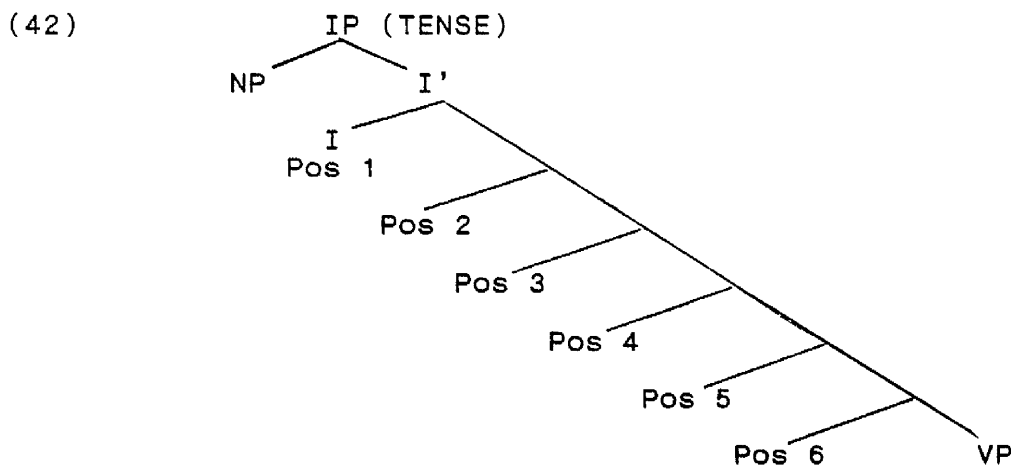 (42) IP (TENSE)
NP I'
I
Pos 1
Pos 2
Pos 3
Pos 4
Pos 5
Pos 6 VP